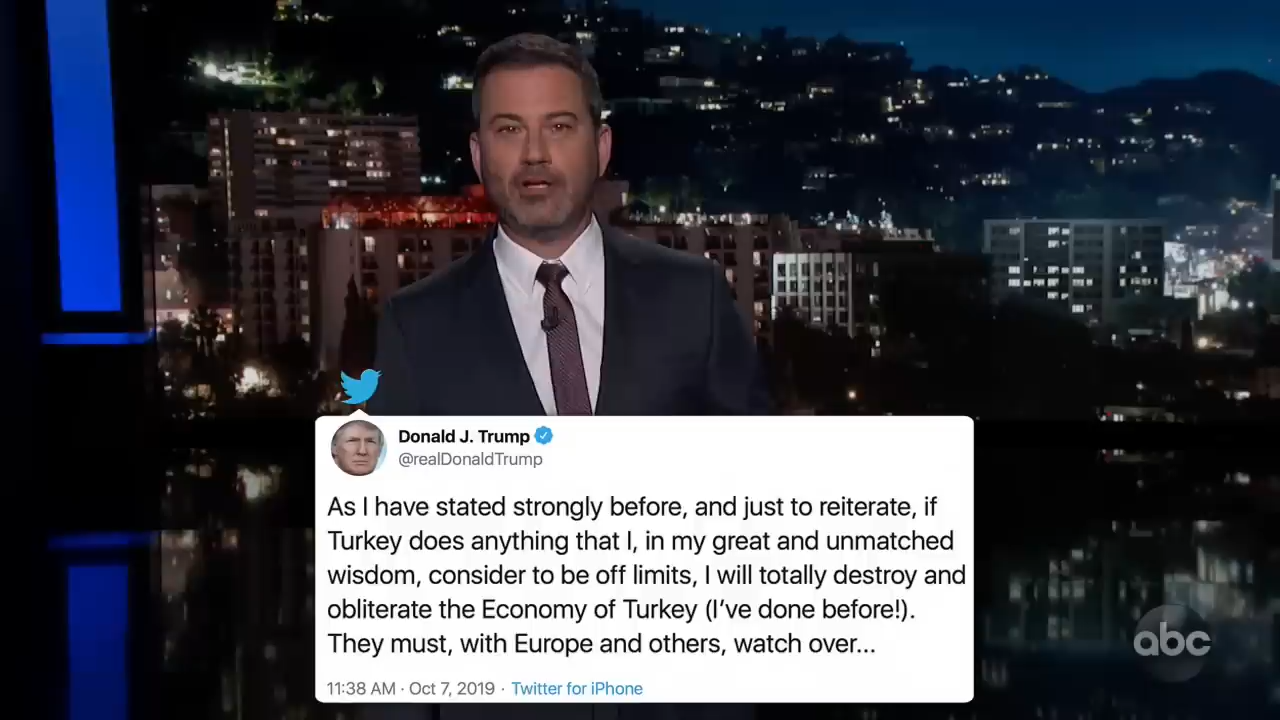 Donald J. Trump
@realDonaldTrump
As I have stated strongly before, and just to reiterate, if
Turkey does anything that I, in my great and unmatched
wisdom, consider to be off limits, I will totally destroy and
obliterate the Economy of Turkey (I’ve done before!).
They must, with Europe and others, watch over...
11:38 AM · Oct 7, 2019 · Twitter for iPhone
abc